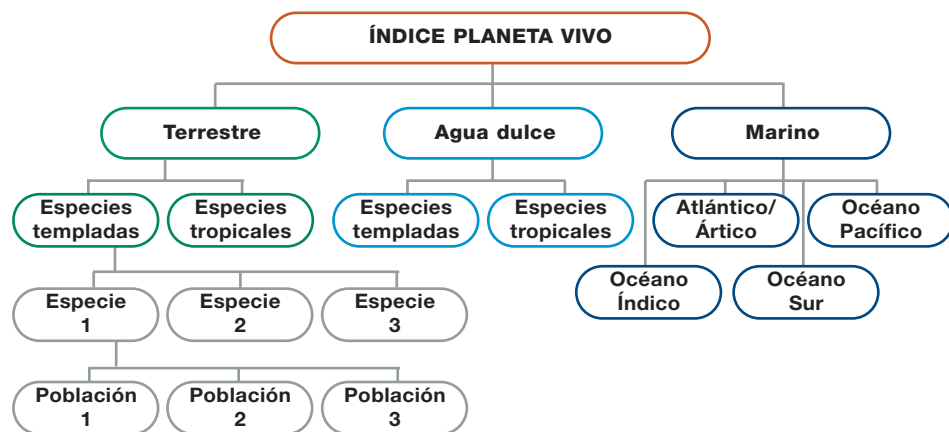 ÍNDICE PLANETA VIVO
Terrestre
Agua dulce
Marino
Especies
templadas
Especies
tropicales
Especies
templadas
Especies
tropicales
Atlántico/
Ártico
Océano
Pacífico
Océano
Índico
Océano
Sur
Especie
1
Especie
2
Especie
3
Población
1
Población
2
Población
3